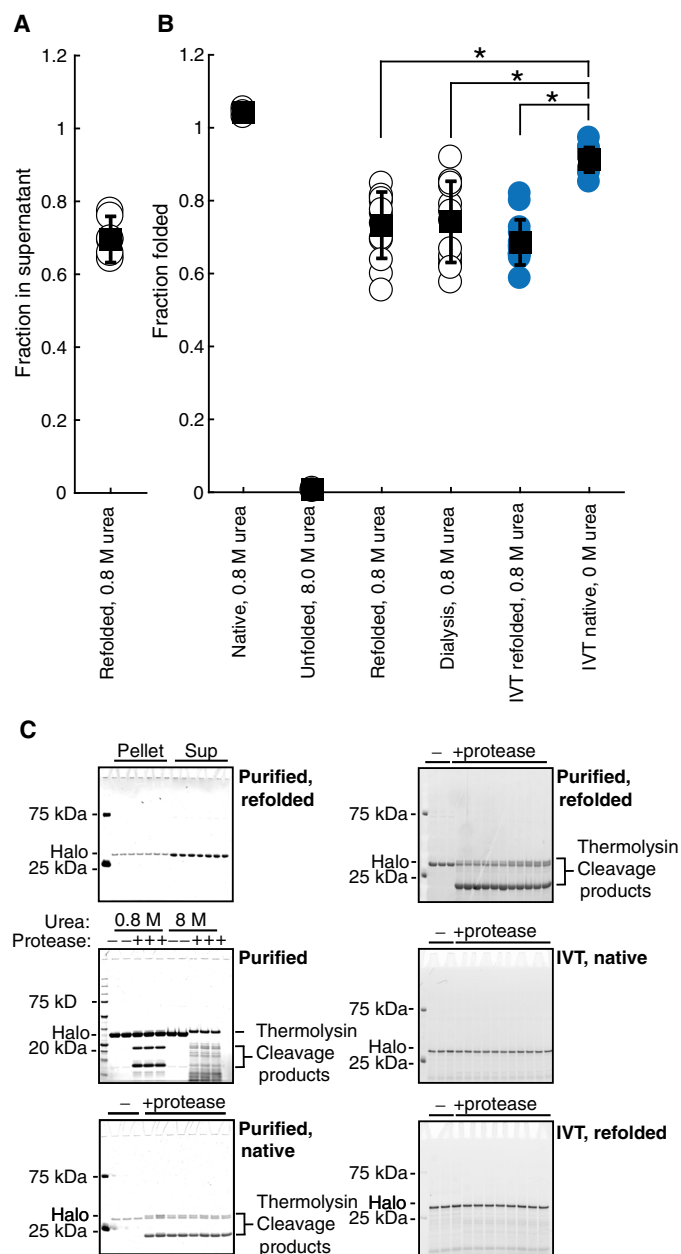 A
B
1.2
1
0.8
0.6
0.4
0.2
0
Fraction in supernatant
Refolded, 0.8 M urea
1.2
1
0.8
0.6
0.4
0.2
0
Fraction folded
*
*
*
Native, 0.8 M urea
Unfolded, 8.0 M urea
Refolded, 0.8 M urea
Dialysis, 0.8 M urea
IVT refolded, 0.8 M urea
IVT native, 0 M urea
C
Pellet Sup
Purified, refolded
75 kDa -
Halo -
25 kDa -
Urea: 0.8 M 8 M
Protease: – – + + + – – + + +
Purified
75 kD -
Halo -
20 kDa -
– Thermolysin
Cleavage
products
– +protease
Purified,
native
75 kDa -
Halo -
25 kDa -
Thermolysin
Cleavage
products
– +protease
Purified,
refolded
75 kDa -
Halo -
25 kDa -
Thermolysin
Cleavage
products
– +protease
IVT, native
75 kDa -
Halo -
25 kDa -
– +protease
IVT, refolded
75 kDa -
Halo -
25 kDa -